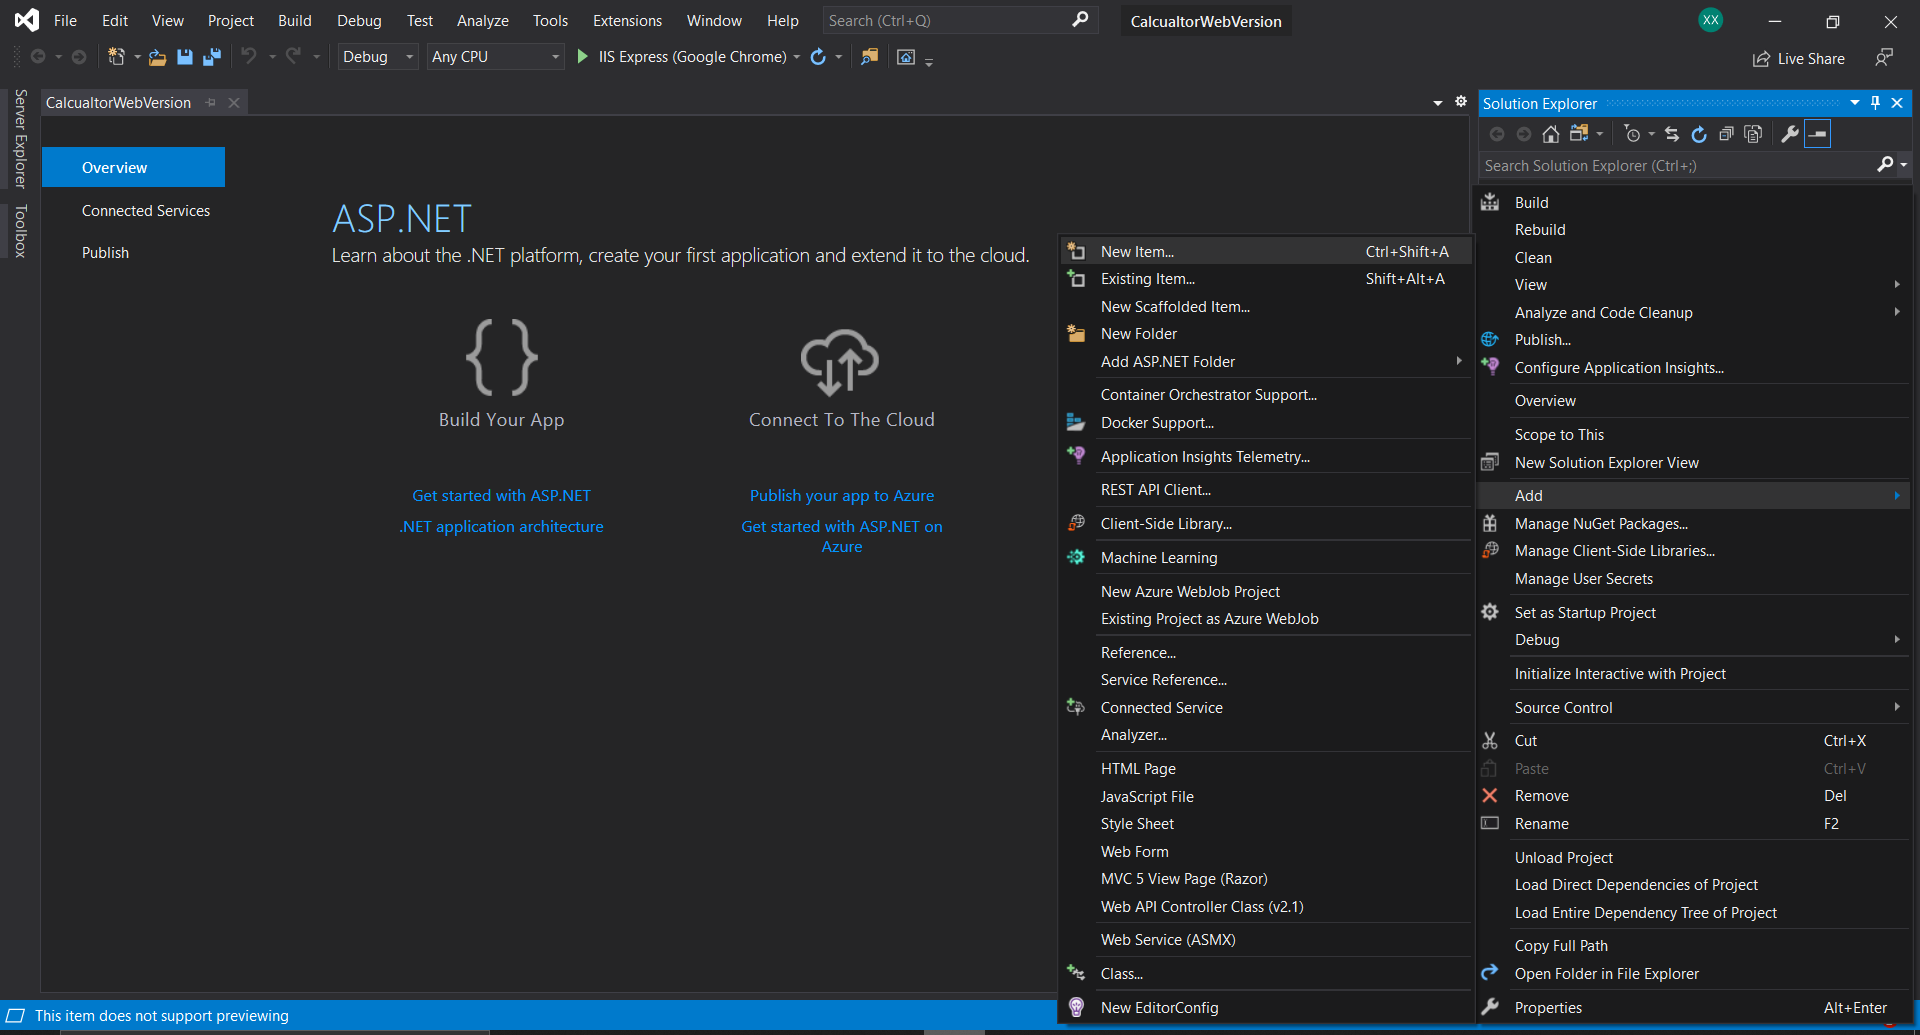 File Edit View Project Build Debug Test Analyze Tools Extensions Window Help Search (Ctrl+Q) CalcualtorWebVersion XX
Debug Any CPU IIS Express (Google Chrome) Live Share
Server Explorer
Toolbox
CalcualtorWebVersion
Overview
Connected Services
Publish
ASP.NET
Learn about the .NET platform, create your first application and extend it to the cloud.
Build Your App
Get started with ASP.NET
.NET application architecture
Connect To The Cloud
Publish your app to Azure
Get started with ASP.NET on
Azure
New Item... Ctrl+Shift+A
Existing Item... Shift+Alt+A
New Scaffolded Item...
New Folder
Add ASP.NET Folder
Container Orchestrator Support...
Docker Support...
Application Insights Telemetry...
REST API Client...
Client-Side Library...
Machine Learning
New Azure WebJob Project
Existing Project as Azure WebJob
Reference...
Service Reference...
Connected Service
Analyzer...
HTML Page
JavaScript File
Style Sheet
Web Form
MVC 5 View Page (Razor)
Web API Controller Class (v2.1)
Web Service (ASMX)
Class...
New EditorConfig
Solution Explorer
Search Solution Explorer (Ctrl+;)
Build
Rebuild
Clean
View
Analyze and Code Cleanup
Publish...
Configure Application Insights...
Overview
Scope to This
New Solution Explorer View
Add
Manage NuGet Packages...
Manage Client-Side Libraries...
Manage User Secrets
Set as Startup Project
Debug
Initialize Interactive with Project
Source Control
Cut Ctrl+X
Paste Ctrl+V
Remove Del
Rename F2
Unload Project
Load Direct Dependencies of Project
Load Entire Dependency Tree of Project
Copy Full Path
Open Folder in File Explorer
Properties Alt+Enter
This item does not support previewing